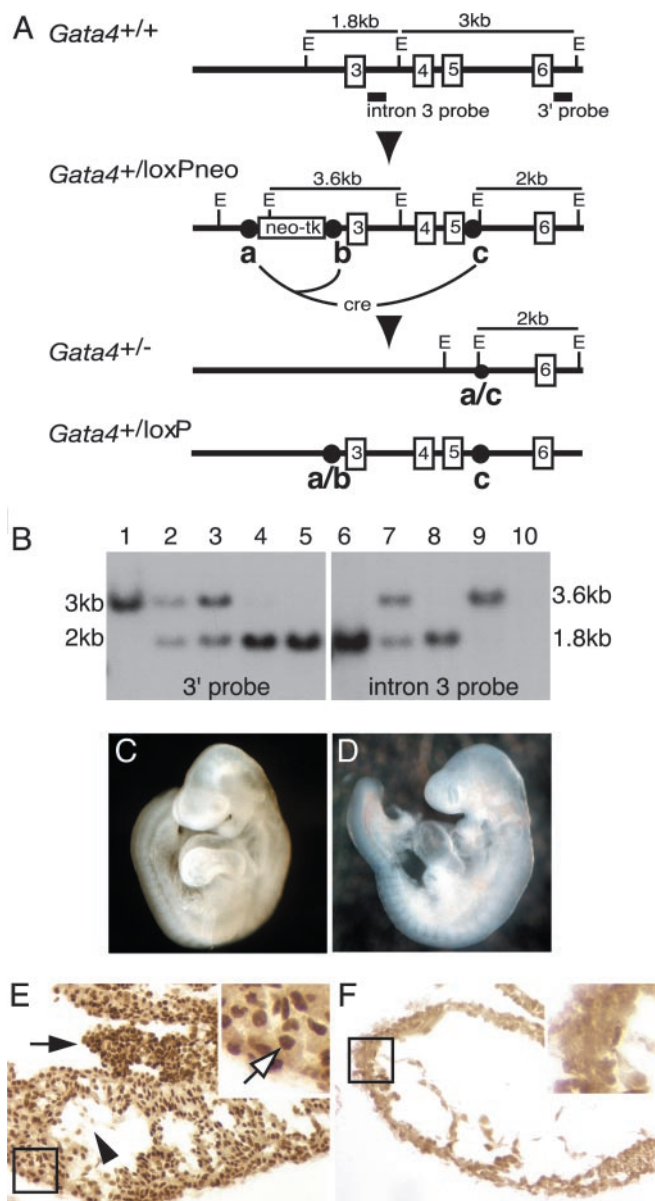 A
Gata4+/+
1.8kb 3kb
E E E
3 4 5 6
intron 3 probe 3' probe
Gata4+/loxPneo
3.6kb 2kb
E E E E E
neo-tk 3 4 5 6
a b c
cre
Gata4+/-
2kb
E E E
6
a/c
Gata4+/loxP
3 4 5 6
a/b c
B
1 2 3 4 5 6 7 8 9 10
3kb 3.6kb
2kb 1.8kb
3' probe intron 3 probe
C D
E F